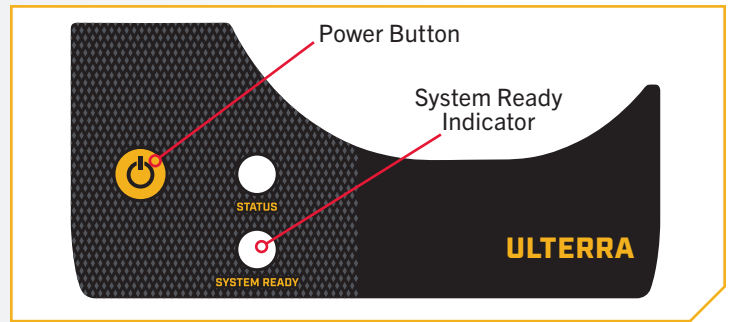 Power Button
System Ready
Indicator
STATUS
SYSTEM READY
ULTERRA